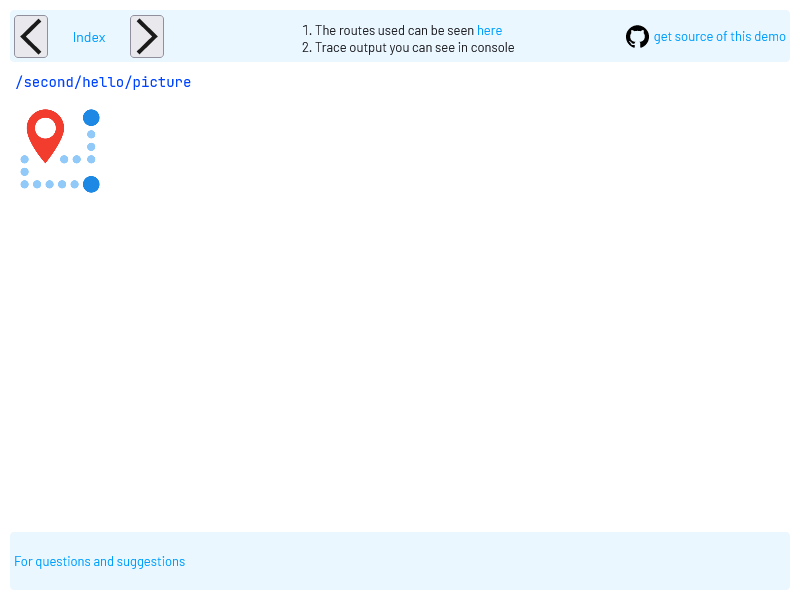 Index
1. The routes used can be seen here
2. Trace output you can see in console
get source of this demo
/second/hello/picture
For questions and suggestions